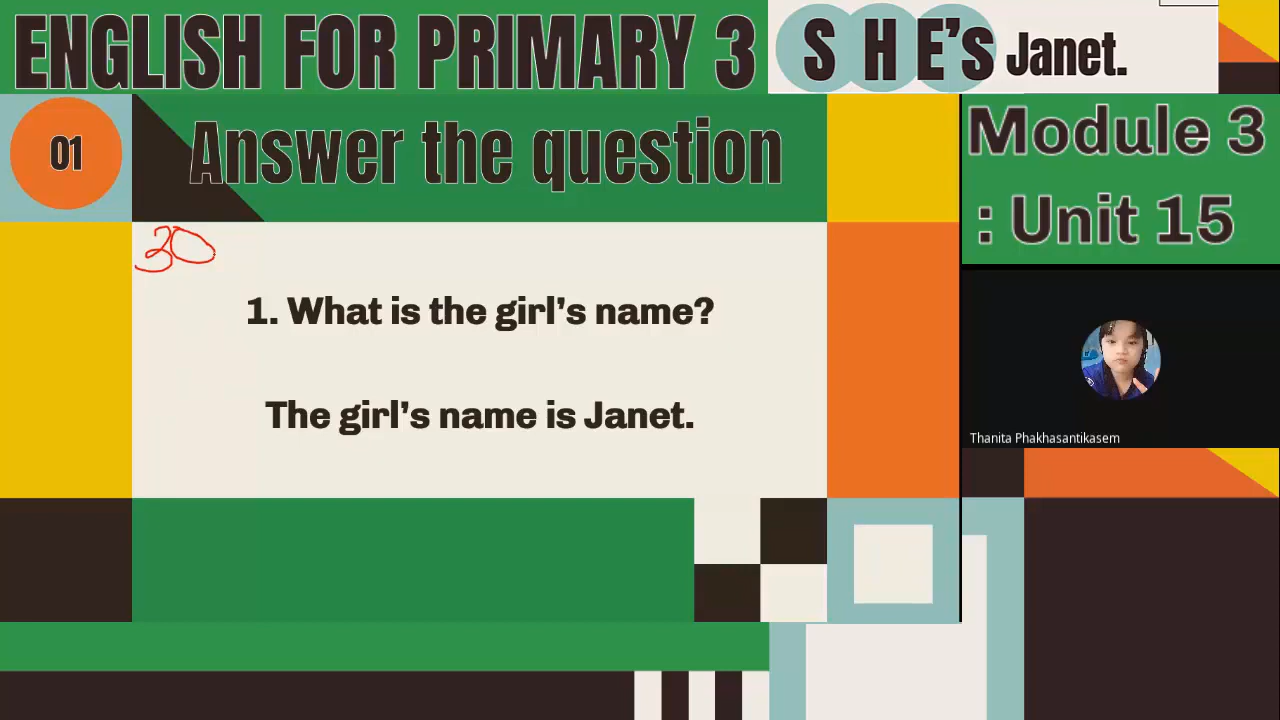 ENGLISH FOR PRIMARY 3
SHE's Janet.
01
Answer the question
Module 3
: Unit 15
30
1. What is the girl's name?
The girl's name is Janet.
Thanita Phakhasantikasem